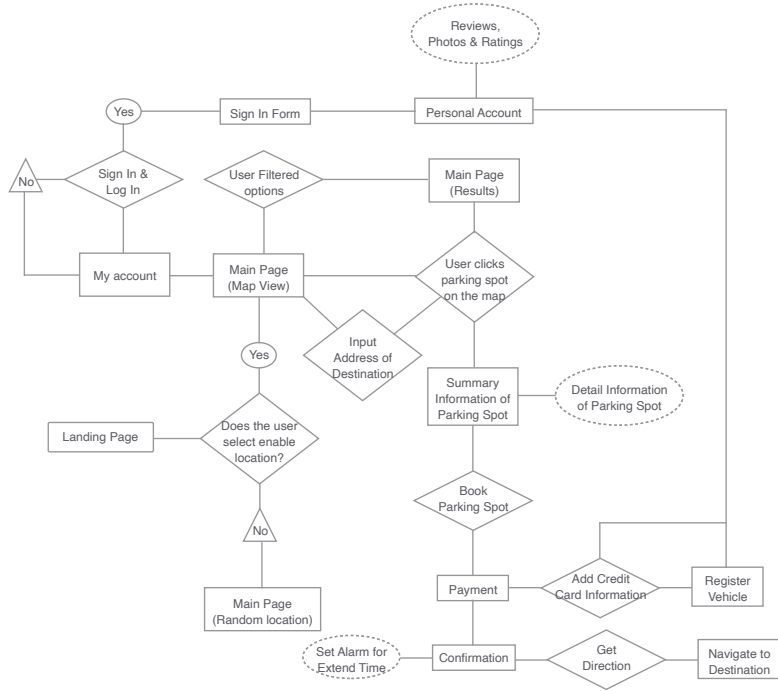 Reviews,
Photos & Ratings
Yes
Sign In Form
Personal Account
No
Sign In &
Log In
User Filtered
options
Main Page
(Results)
My account
Main Page
(Map View)
User clicks
parking spot
on the map
Yes
Input
Address of
Destination
Summary
Information of
Parking Spot
Detail Information
of Parking Spot
Landing Page
Does the user
select enable
location?
Book
Parking Spot
No
Main Page
(Random location)
Payment
Add Credit
Card Information
Register
Vehicle
Set Alarm for
Extend Time
Confirmation
Get
Direction
Navigate to
Destination